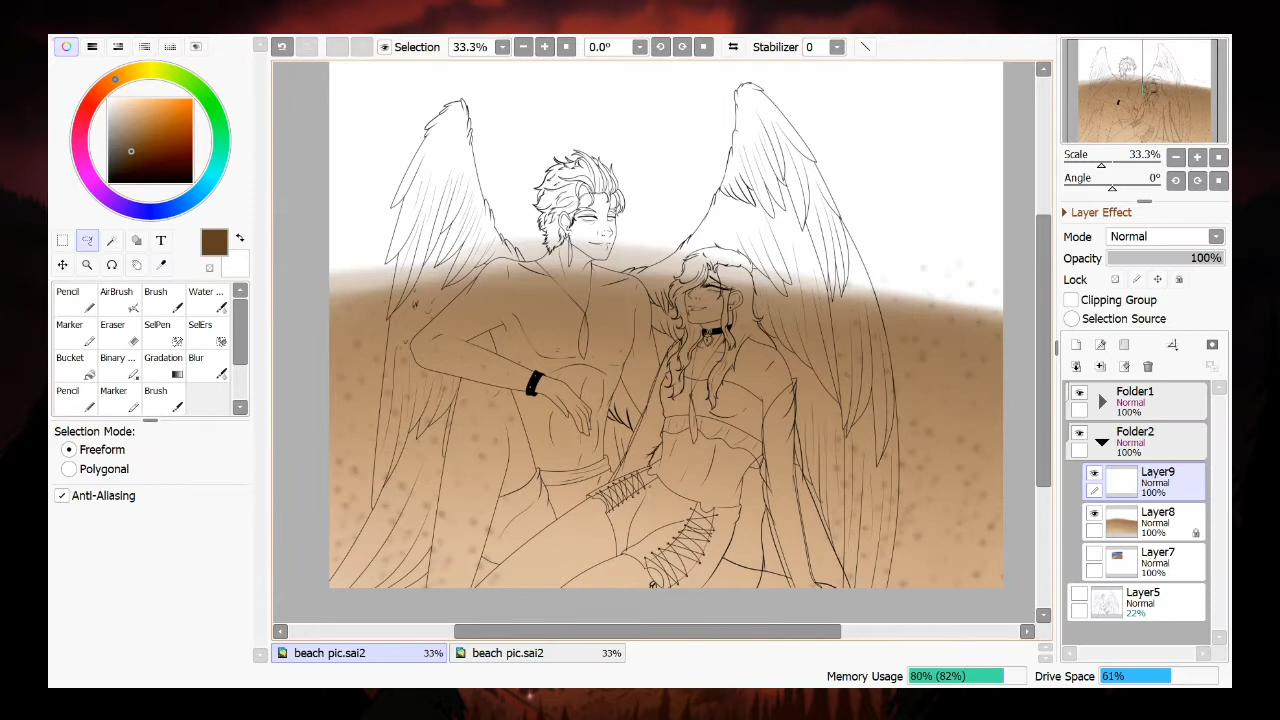 Selection 33.3% 0.0° Stabilizer 0
Pencil AirBrush Brush Water ...
Marker Eraser SelPen SelErs
Bucket Binary ... Gradation Blur
Pencil Marker Brush
Selection Mode:
Freeform
Polygonal
Anti-Aliasing
Scale 33.3%
Angle 0°
Layer Effect
Mode Normal
Opacity 100%
Lock
Clipping Group
Selection Source
Folder1
Normal
100%
Folder2
Normal
100%
Layer9
Normal
100%
Layer8
Normal
100%
Layer7
Normal
100%
Layer5
Normal
22%
beach pic.sai2 33% beach pic.sai2 33%
Memory Usage 80% (82%) Drive Space 61%
T